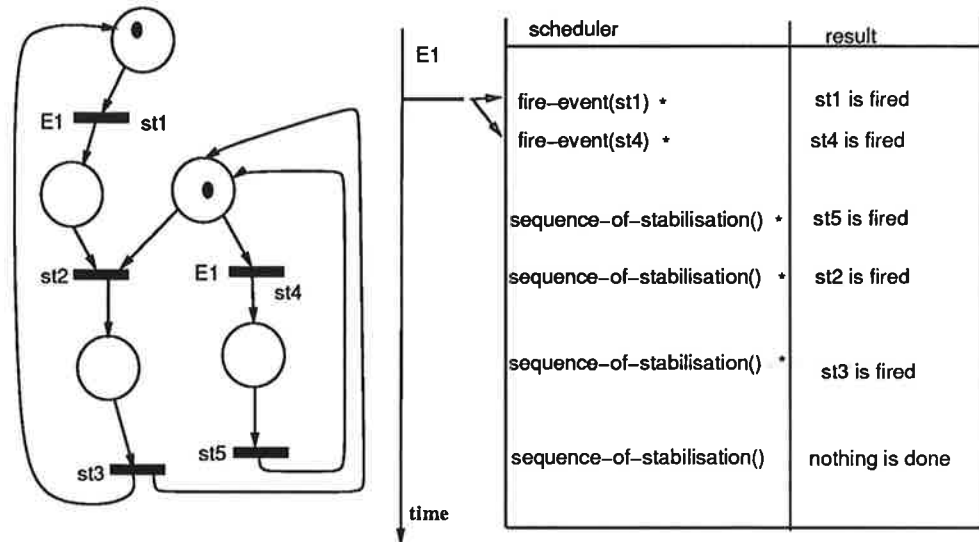 E1 st1
st2
E1
st4
st3
st5
E1
time
scheduler result
fire-event(st1) * st1 is fired
fire-event(st4) * st4 is fired
sequence-of-stabilisation() * st5 is fired
sequence-of-stabilisation() * st2 is fired
sequence-of-stabilisation() * st3 is fired
sequence-of-stabilisation() nothing is done